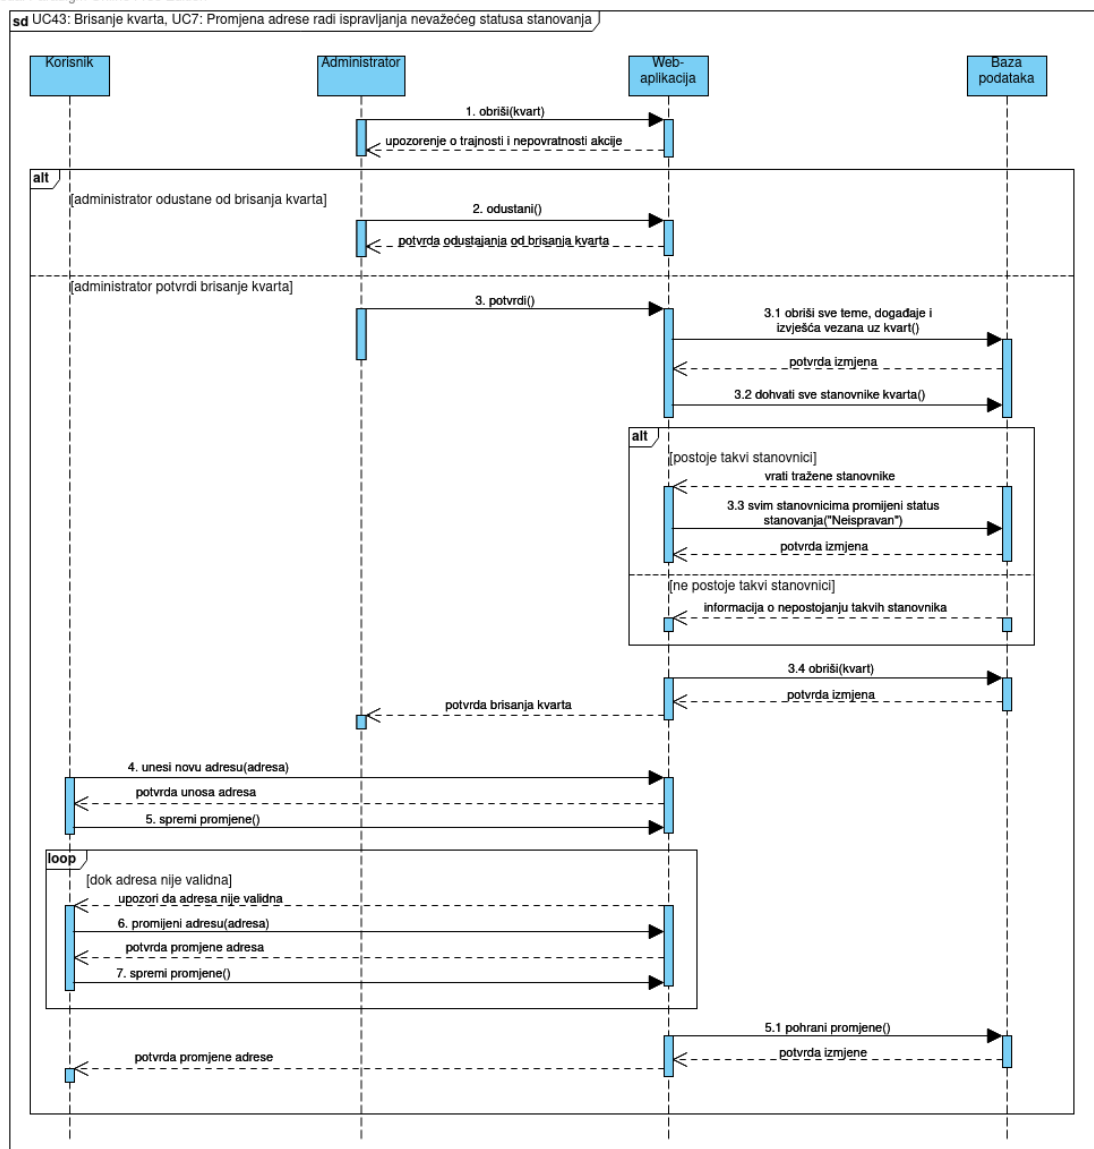 sd UC43: Brisanje kvarta, UC7: Promjena adrese radi ispravljanja nevažećeg statusa stanovanja
Korisnik
Administrator
Web-
aplikacija
Baza
podataka
1. obriši(kvart)
upozorenje o trajnosti i nepovratnosti akcije
alt
[administrator odustane od brisanja kvarta]
2. odustani()
potvrda odustajanja od brisanja kvarta
[administrator potvrdi brisanje kvarta]
3. potvrdi()
3.1 obriši sve teme, događaje i
izvješća vezana uz kvart()
potvrda izmjena
3.2 dohvati sve stanovnike kvarta()
alt
[postoje takvi stanovnici]
vrati tražene stanovnike
3.3 svim stanovnicima promijeni status
stanovanja("Neispravan")
potvrda izmjena
[ne postoje takvi stanovnici]
informacija o nepostojanju takvih stanovnika
3.4 obriši(kvart)
potvrda izmjena
potvrda brisanja kvarta
4. unesi novu adresu(adresa)
potvrda unosa adresa
5. spremi promjene()
loop
[dok adresa nije validna]
upozori da adresa nije validna
6. promijeni adresu(adresa)
potvrda promjene adresa
7. spremi promjene()
5.1 pohrani promjene()
potvrda izmjene
potvrda promjene adrese